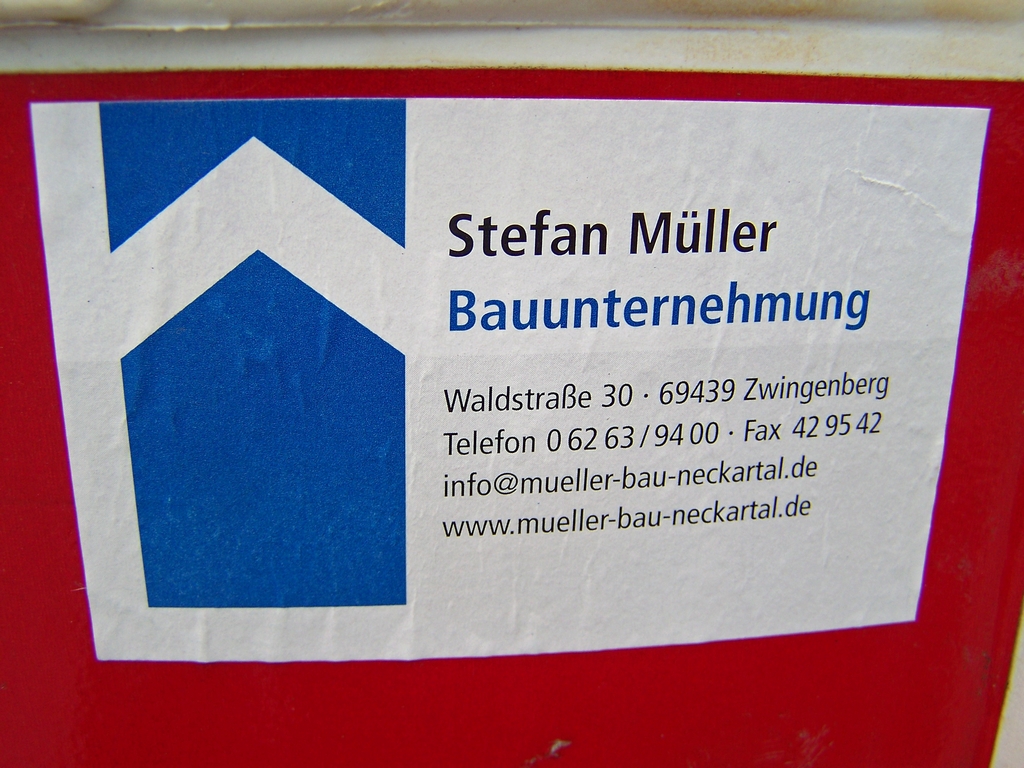 Stefan Müller
Bauunternehmung
Waldstraße 30 · 69439 Zwingenberg
Telefon 0 62 63 / 94 00 · Fax 42 95 42
info@mueller-bau-neckartal.de
www.mueller-bau-neckartal.de